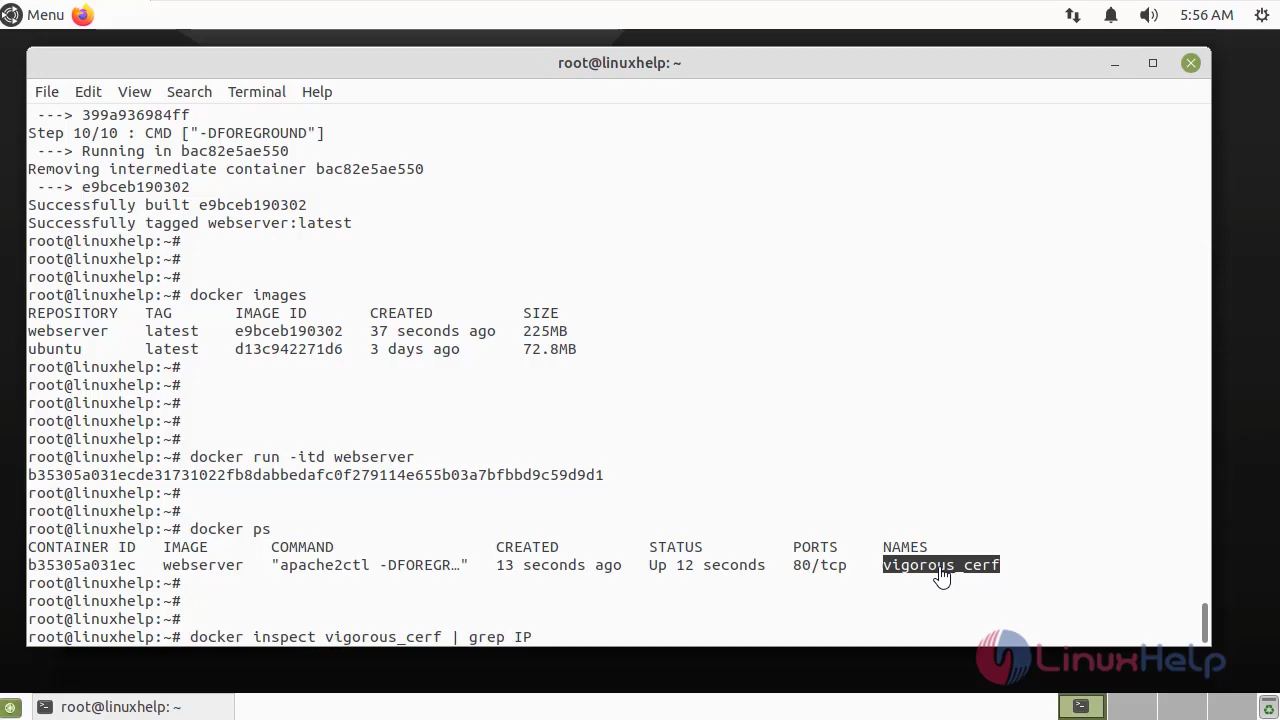 Menu
5:56 AM
root@linuxhelp: ~
File Edit View Search Terminal Help
---> 399a936984ff
Step 10/10 : CMD ["-DFOREGROUND"]
---> Running in bac82e5ae550
Removing intermediate container bac82e5ae550
---> e9bceb190302
Successfully built e9bceb190302
Successfully tagged webserver:latest
root@linuxhelp:~#
root@linuxhelp:~#
root@linuxhelp:~#
root@linuxhelp:~# docker images
REPOSITORY TAG IMAGE ID CREATED SIZE
webserver latest e9bceb190302 37 seconds ago 225MB
ubuntu latest d13c942271d6 3 days ago 72.8MB
root@linuxhelp:~#
root@linuxhelp:~#
root@linuxhelp:~#
root@linuxhelp:~#
root@linuxhelp:~#
root@linuxhelp:~# docker run -itd webserver
b35305a031ecde31731022fb8dabbedafc0f279114e655b03a7bfbbd9c59d9d1
root@linuxhelp:~#
root@linuxhelp:~#
root@linuxhelp:~# docker ps
CONTAINER ID IMAGE COMMAND CREATED STATUS PORTS NAMES
b35305a031ec webserver "apache2ctl -DFOREGR…" 13 seconds ago Up 12 seconds 80/tcp vigorous_cerf
root@linuxhelp:~#
root@linuxhelp:~#
root@linuxhelp:~#
root@linuxhelp:~# docker inspect vigorous_cerf | grep IP
LinuxHelp
root@linuxhelp: ~